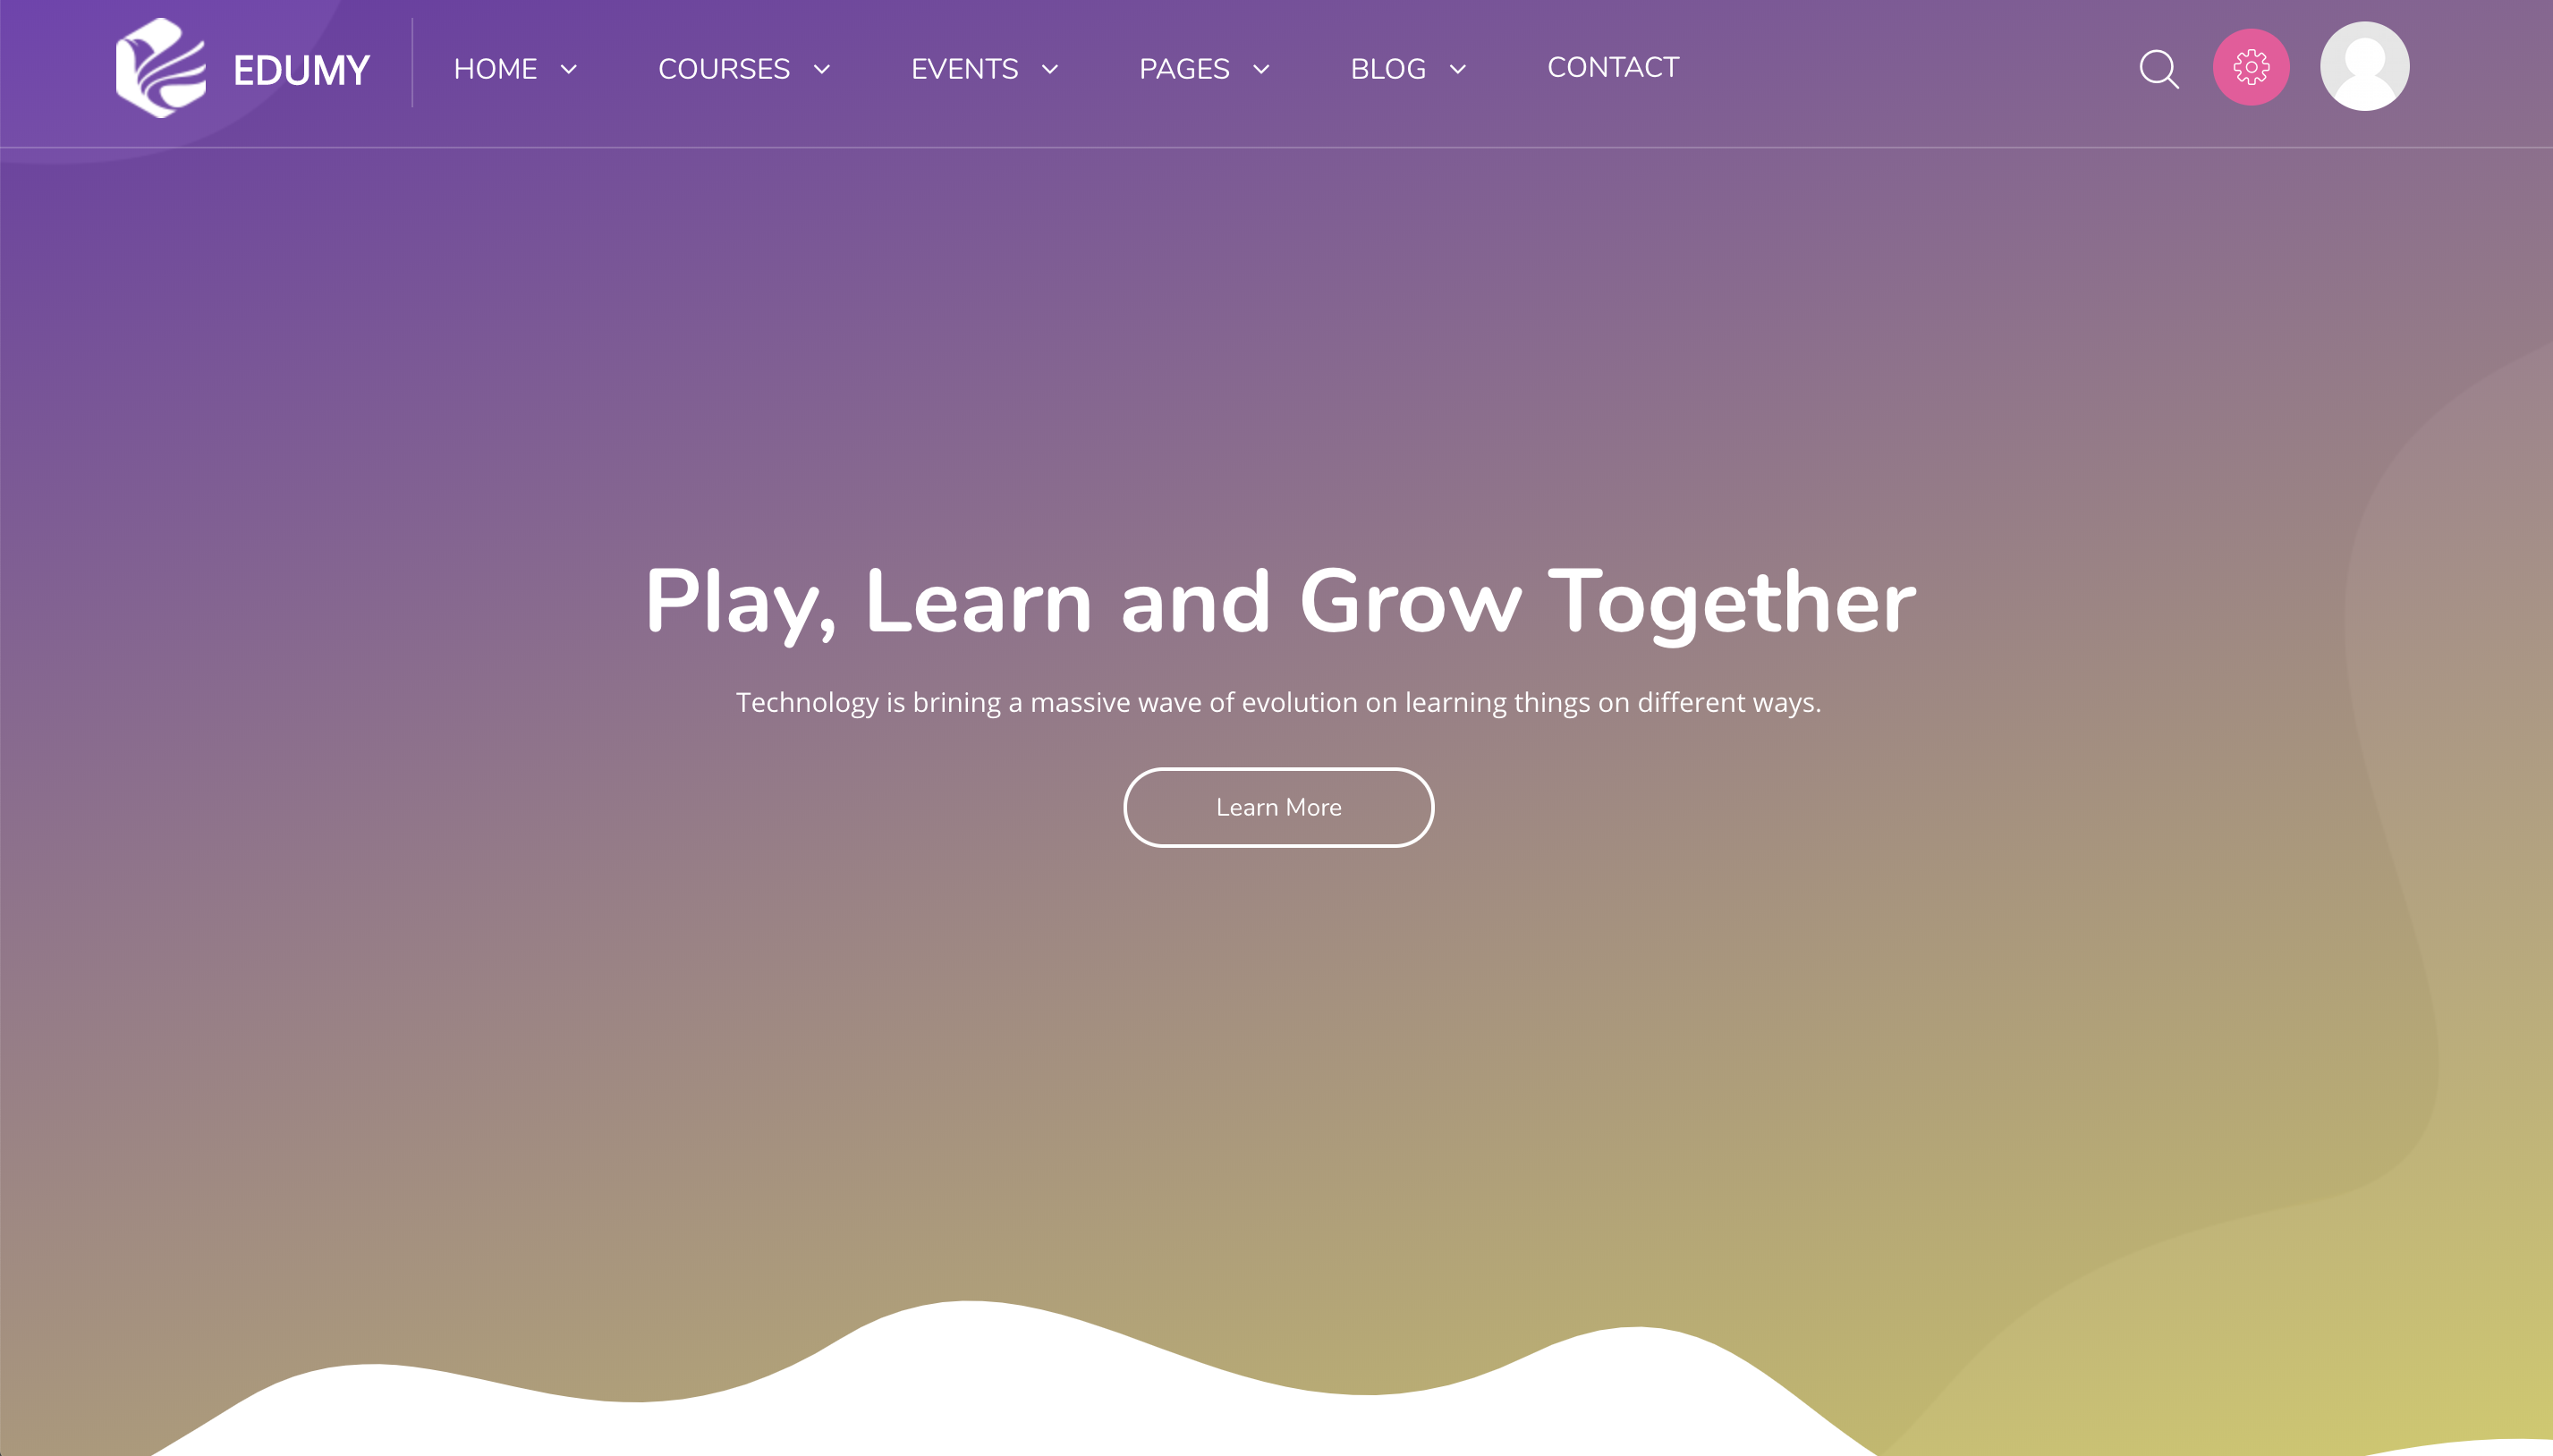 EDUMY HOME COURSES EVENTS PAGES BLOG CONTACT
Play, Learn and Grow Together
Technology is brining a massive wave of evolution on learning things on different ways.
Learn More